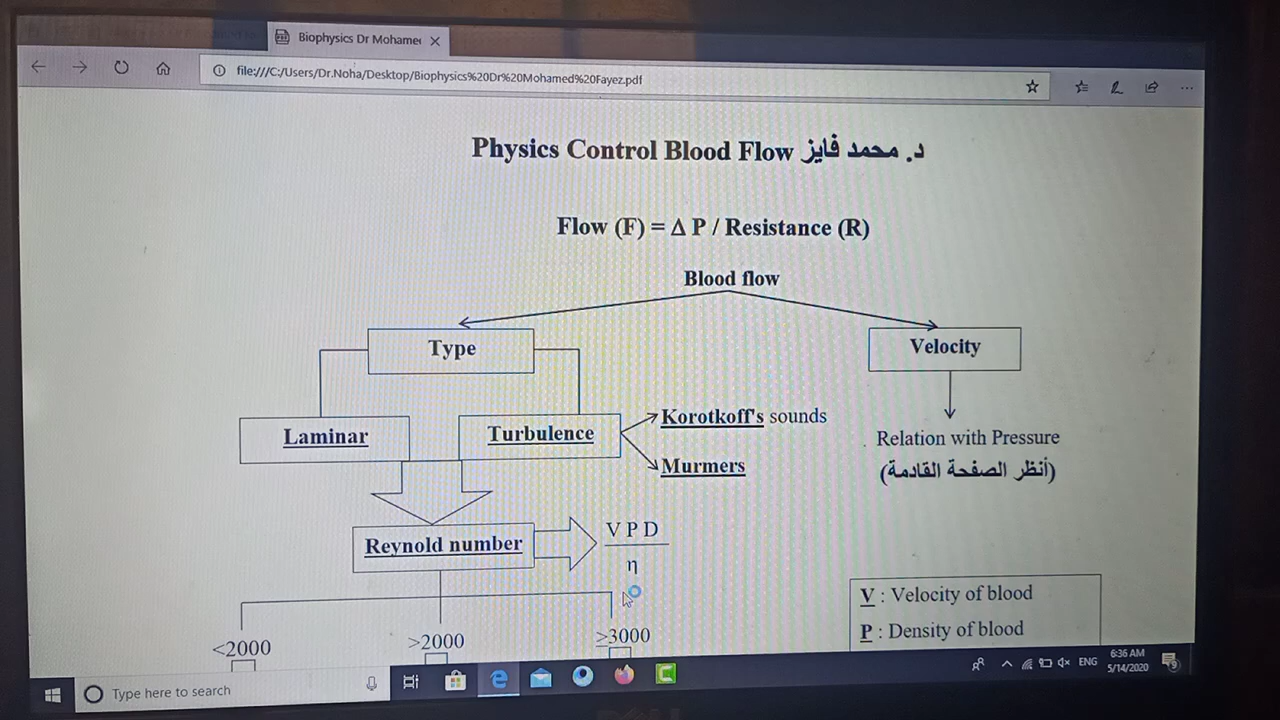 Biophysics Dr Mohamed
file:///C:/Users/Dr.Noha/Desktop/Biophysics%20Dr%20Mohamed%20Fayez.pdf
Physics Control Blood Flow د. محمد فايز
Flow (F) = Δ P / Resistance (R)
Blood flow
Type
Velocity
Laminar
Turbulence
Korotkoff's sounds
Murmers
Relation with Pressure
(أنظر الصفحة القادمة)
Reynold number
V P D
η
V : Velocity of blood
P : Density of blood
<2000
>2000
≥3000
Type here to search
ENG
6:36 AM
5/14/2020
9